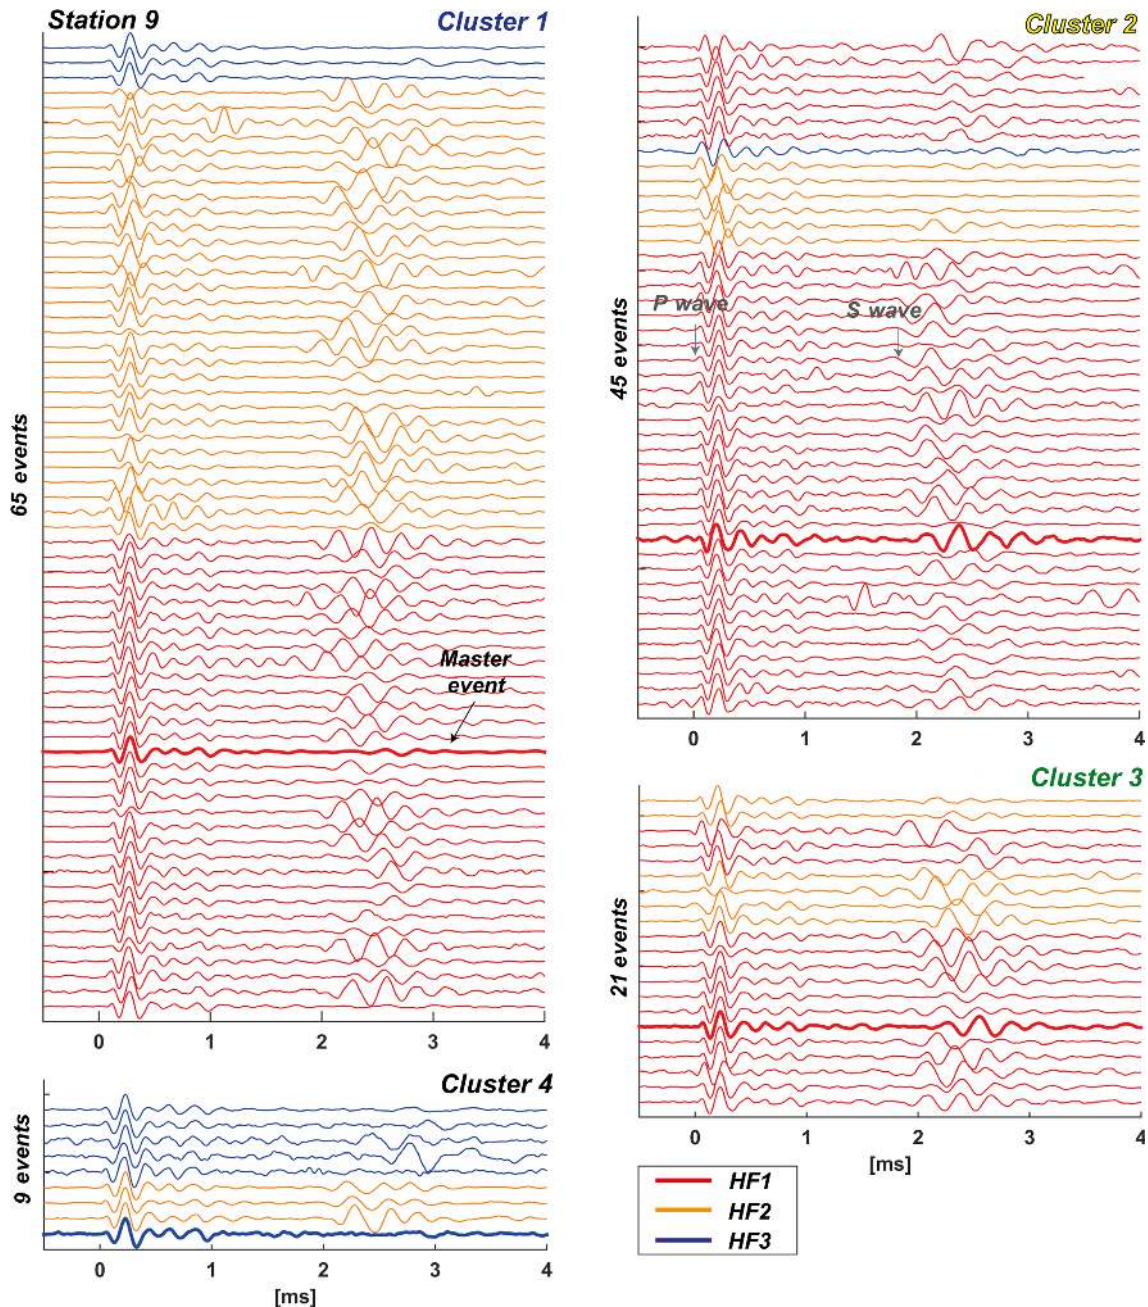 Station 9
Cluster 1
65 events
Master
event
0 1 2 3 4
Cluster 2
45 events
P wave
S wave
0 1 2 3 4
Cluster 3
21 events
0 1 2 3 4
[ms]
Cluster 4
9 events
0 1 2 3 4
[ms]
HF1
HF2
HF3